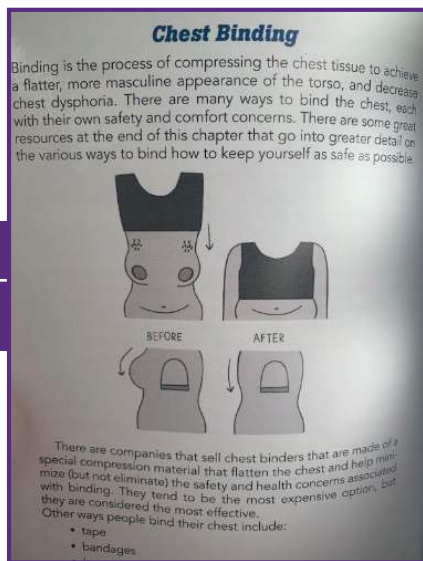 Chest Binding
Binding is the process of compressing the chest tissue to achieve
a flatter, more masculine appearance of the torso, and decrease
chest dysphoria. There are many ways to bind the chest, each
with their own safety and comfort concerns. There are some great
resources at the end of this chapter that go into greater detail on
the various ways to bind how to keep yourself as safe as possible.
BEFORE
AFTER
There are companies that sell chest binders that are made of a
special compression material that flatten the chest and help mini-
mize (but not eliminate) the safety and health concerns associated
with binding. They tend to be the most expensive option, but
they are considered the most effective.
Other ways people bind their chest include:
• tape
• bandages